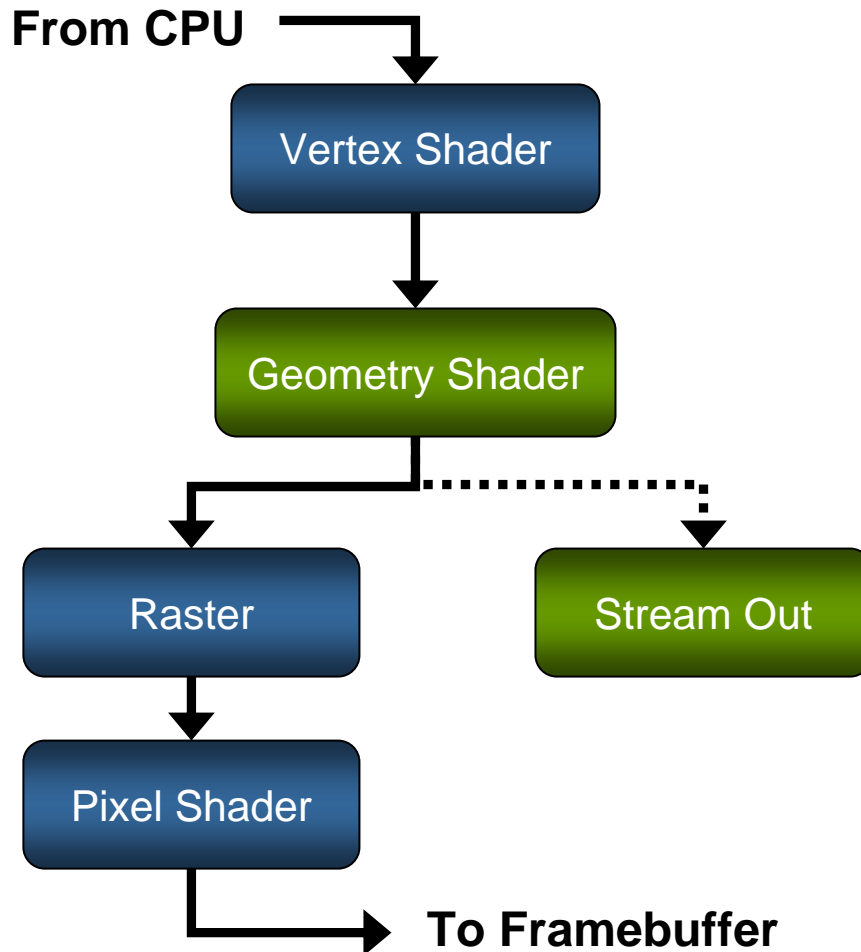 From CPU
Vertex Shader
Geometry Shader
Raster
Stream Out
Pixel Shader
To Framebuffer